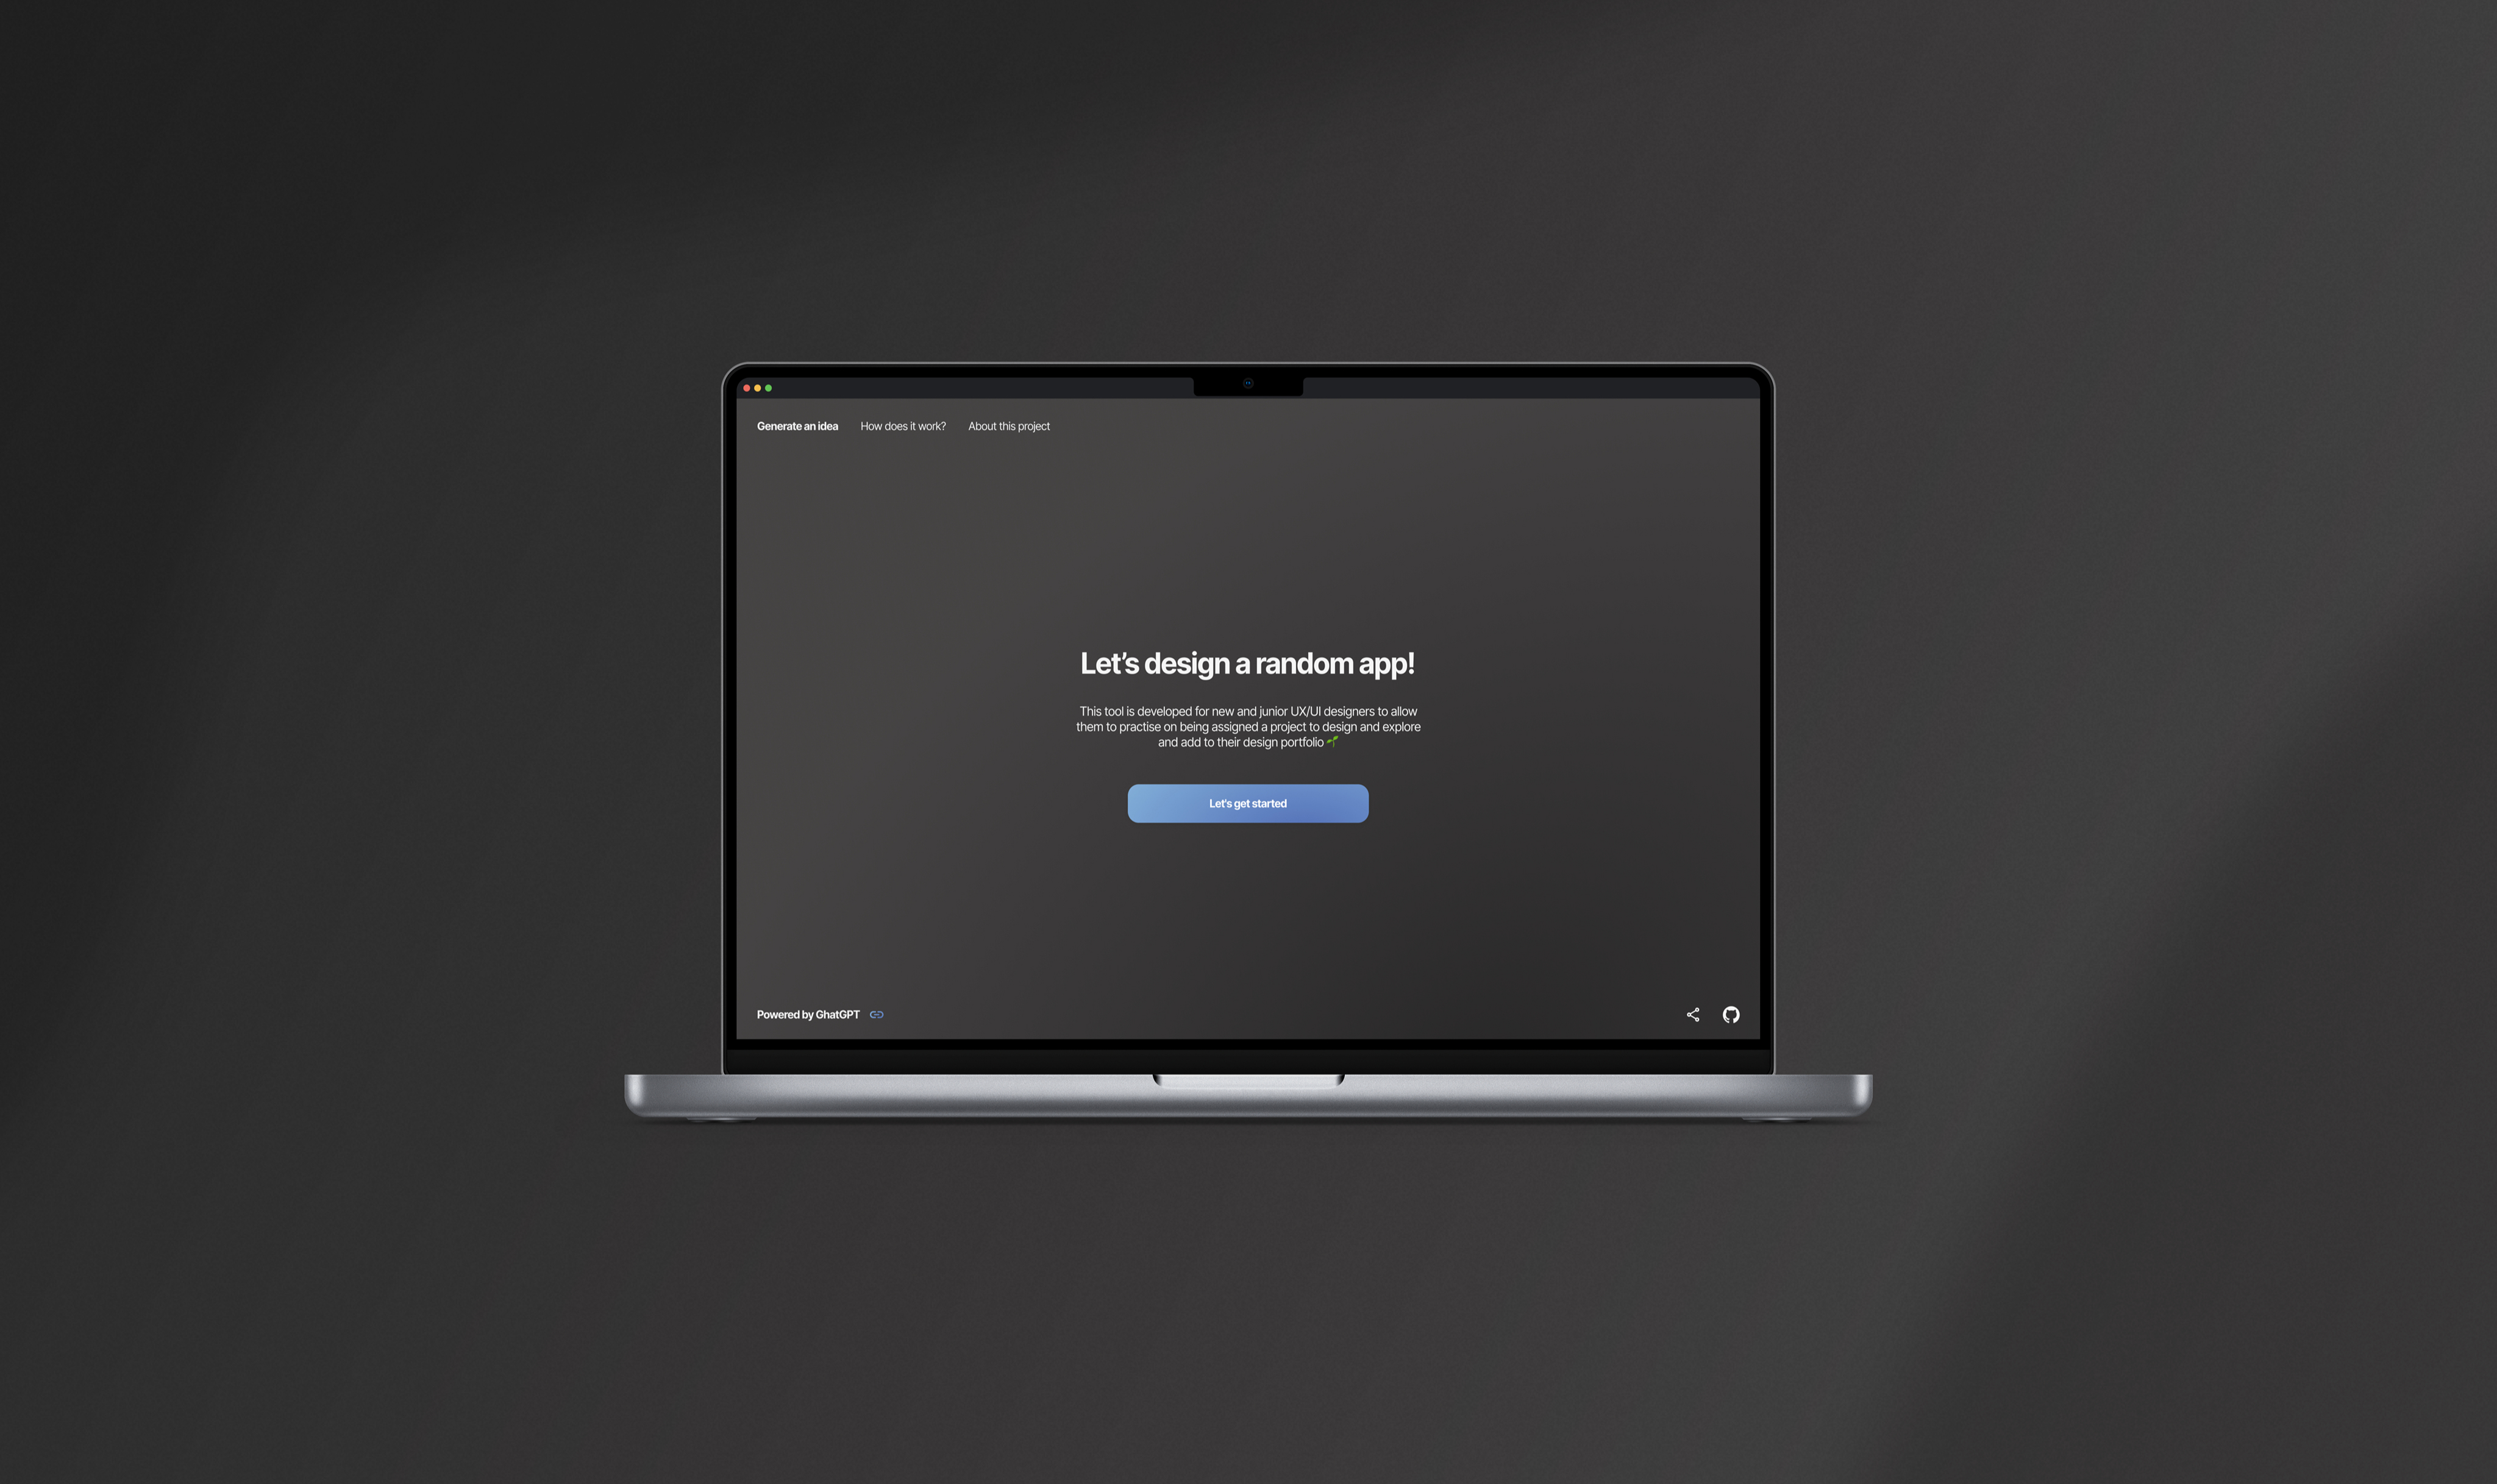 Generate an idea How does it work? About this project
Let’s design a random app!
This tool is developed for new and junior UX/UI designers to allow
them to practise on being assigned a project to design and explore
and add to their design portfolio 🌱
Let's get started
Powered by GhatGPT